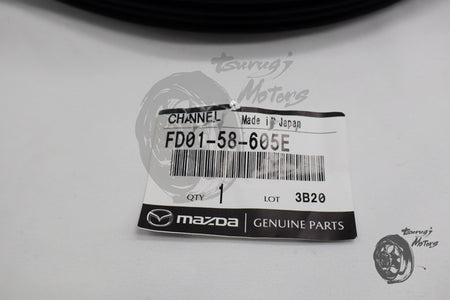 Tsurugi
Motors
CHANNEL Made in Japan
FD01-58-605E
QTY 1 LOT 3B20
mazda GENUINE PARTS
Tsurugi
Motors